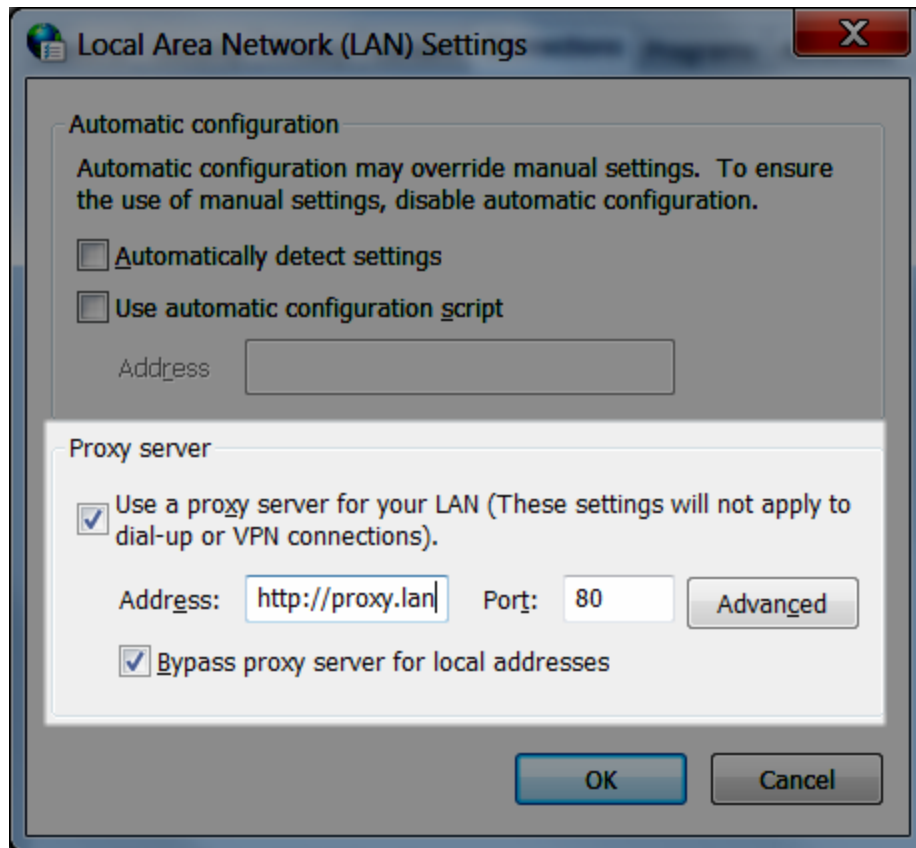 Local Area Network (LAN) Settings
Automatic configuration
Automatic configuration may override manual settings. To ensure
the use of manual settings, disable automatic configuration.
Automatically detect settings
Use automatic configuration script
Address
Proxy server
Use a proxy server for your LAN (These settings will not apply to
dial-up or VPN connections).
Address: http://proxy.lan Port: 80 Advanced
Bypass proxy server for local addresses
OK Cancel